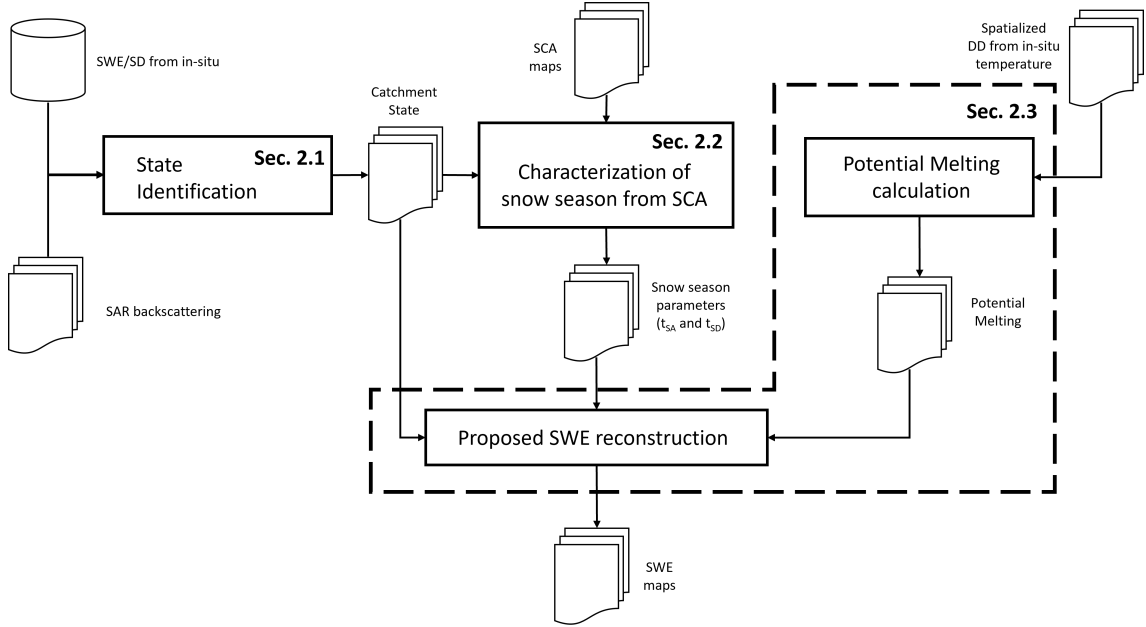 SWE/SD from in-situ
SCA
maps
Spatialized
DD from in-situ
temperature
Catchment
State
Sec. 2.1
State
Identification
Sec. 2.2
Characterization of
snow season from SCA
Sec. 2.3
Potential Melting
calculation
SAR backscattering
Snow season
parameters
(tSA and tSD)
Potential
Melting
Proposed SWE reconstruction
SWE
maps